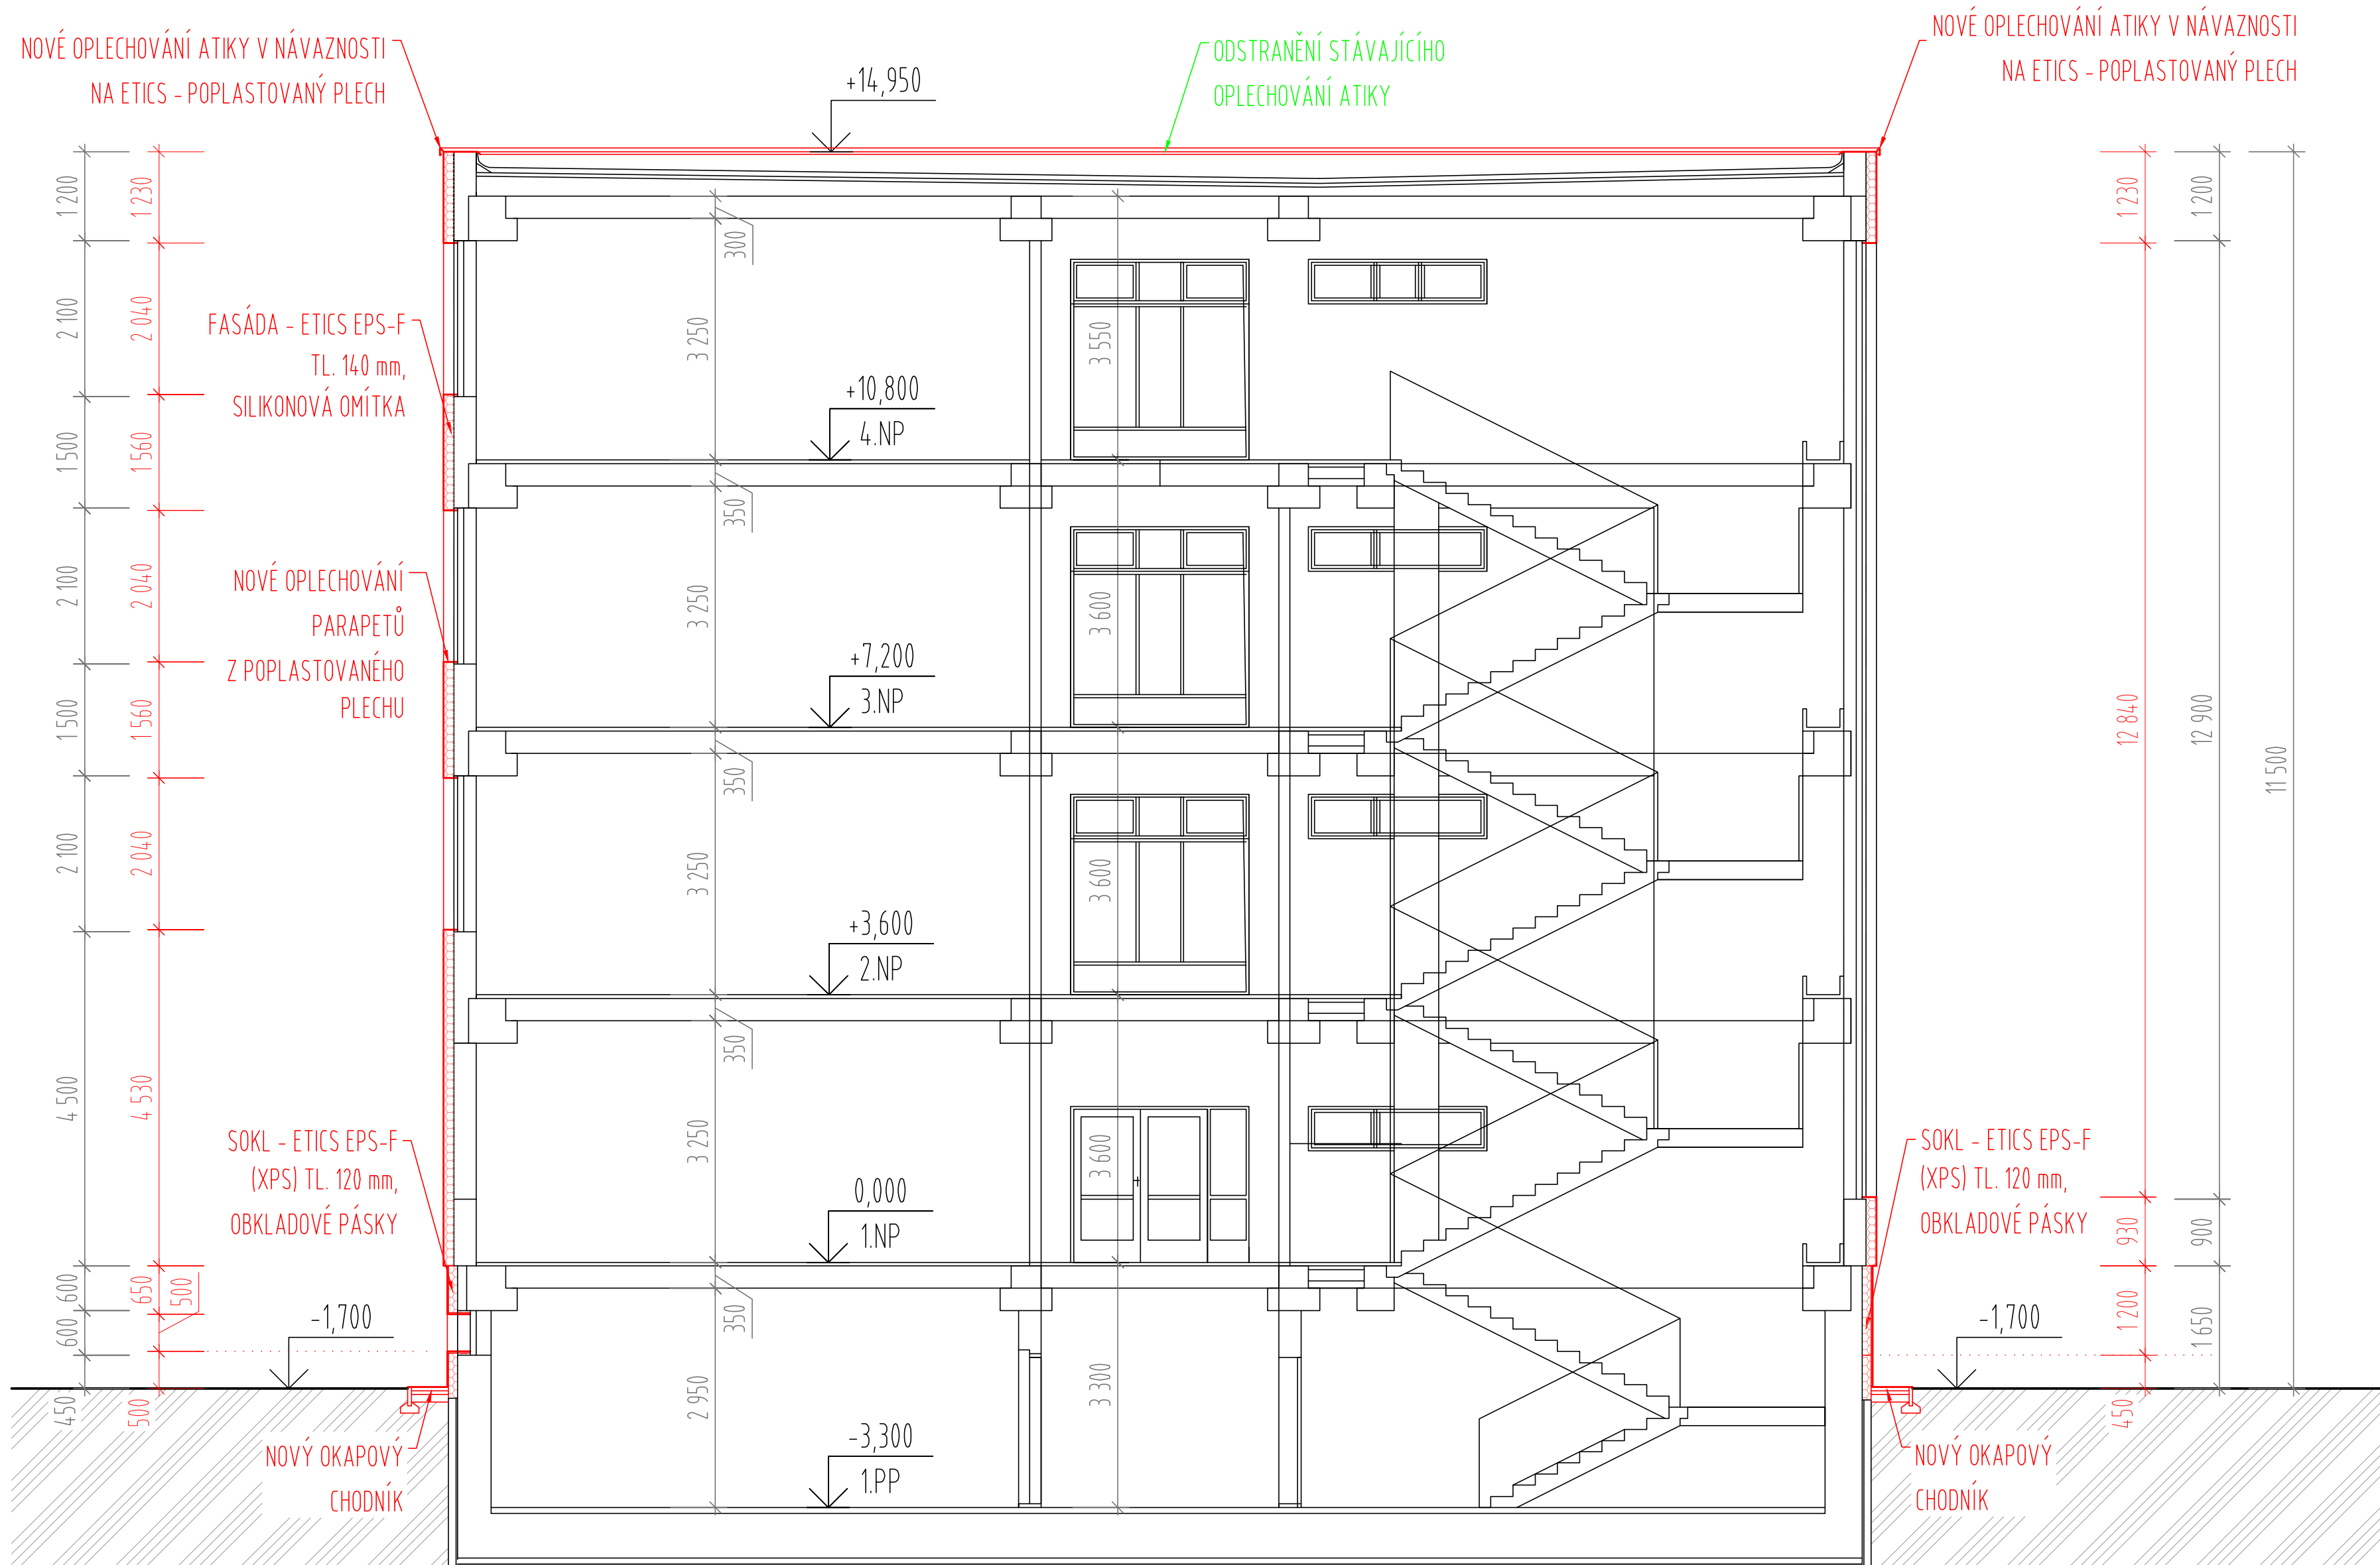 NOVÉ OPLECHOVÁNÍ ATIKY V NÁVAZNOSTI
NA ETICS - POPLASTOVANÝ PLECH
+14,950
ODSTRANĚNÍ STÁVAJÍCÍHO
OPLECHOVÁNÍ ATIKY
NOVÉ OPLECHOVÁNÍ ATIKY V NÁVAZNOSTI
NA ETICS - POPLASTOVANÝ PLECH
1 200
2 100
1 500
2 100
1 500
2 100
4 500
600
600
450
1 230
2 040
1 560
2 040
1 560
2 040
4 530
650
500
500
FASÁDA - ETICS EPS-F
TL. 140 mm,
SILIKONOVÁ OMÍTKA
NOVÉ OPLECHOVÁNÍ
PARAPETŮ
Z POPLASTOVANÉHO
PLECHU
SOKL - ETICS EPS-F
(XPS) TL. 120 mm,
OBKLADOVÉ PÁSKY
-1,700
NOVÝ OKAPOVÝ
CHODNÍK
300
3 250
350
3 250
350
3 250
350
3 250
350
2 950
+10,800
4.NP
+7,200
3.NP
+3,600
2.NP
0,000
1.NP
-3,300
1.PP
3 550
3 600
3 600
3 600
3 300
1 230
12 840
930
1 200
450
1 200
12 900
900
1 650
11 500
SOKL - ETICS EPS-F
(XPS) TL. 120 mm,
OBKLADOVÉ PÁSKY
-1,700
NOVÝ OKAPOVÝ
CHODNÍK